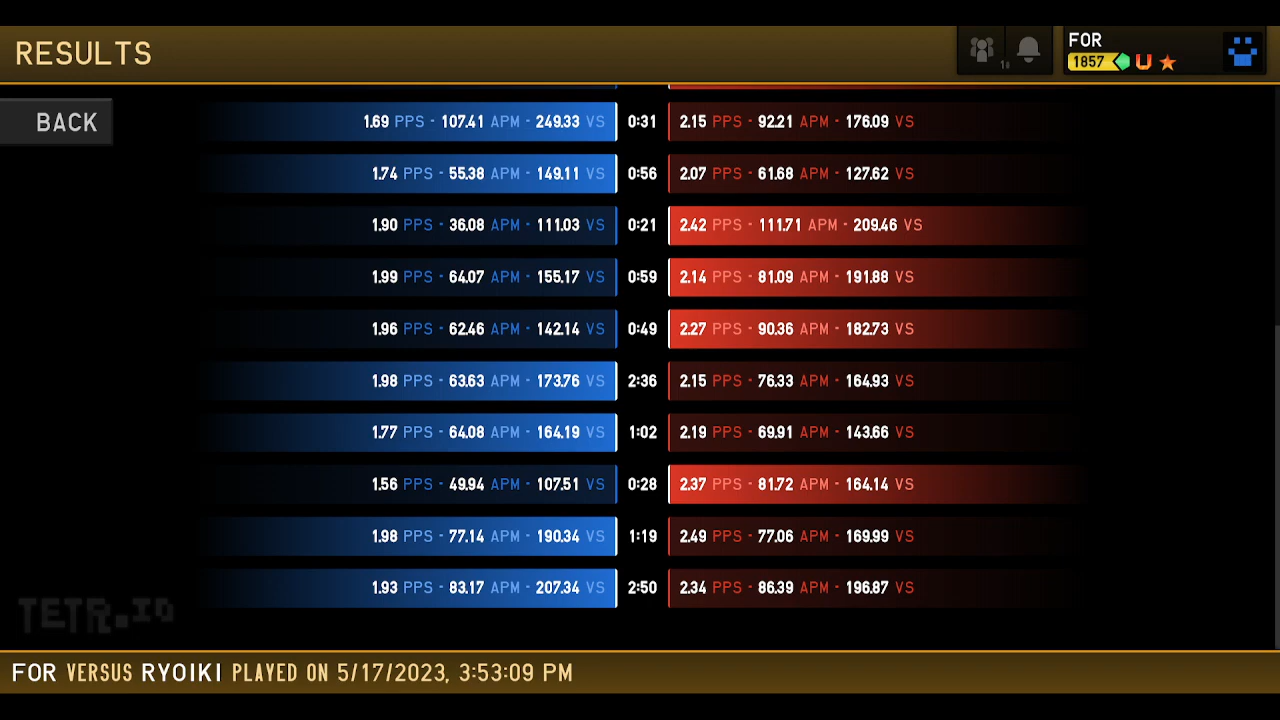 RESULTS
FOR
1857
BACK
1.69 PPS - 107.41 APM - 249.33 VS 0:31 2.15 PPS - 92.21 APM - 176.09 VS
1.74 PPS - 55.38 APM - 149.11 VS 0:56 2.07 PPS - 61.68 APM - 127.62 VS
1.90 PPS - 36.08 APM - 111.03 VS 0:21 2.42 PPS - 111.71 APM - 209.46 VS
1.99 PPS - 64.07 APM - 155.17 VS 0:59 2.14 PPS - 81.09 APM - 191.88 VS
1.96 PPS - 62.46 APM - 142.14 VS 0:49 2.27 PPS - 90.36 APM - 182.73 VS
1.98 PPS - 63.63 APM - 173.76 VS 2:36 2.15 PPS - 76.33 APM - 164.93 VS
1.77 PPS - 64.08 APM - 164.19 VS 1:02 2.19 PPS - 69.91 APM - 143.66 VS
1.56 PPS - 49.94 APM - 107.51 VS 0:28 2.37 PPS - 81.72 APM - 164.14 VS
1.98 PPS - 77.14 APM - 190.34 VS 1:19 2.49 PPS - 77.06 APM - 169.99 VS
1.93 PPS - 83.17 APM - 207.34 VS 2:50 2.34 PPS - 86.39 APM - 196.87 VS
TETR.IO
FOR VERSUS RYOIKI PLAYED ON 5/17/2023, 3:53:09 PM